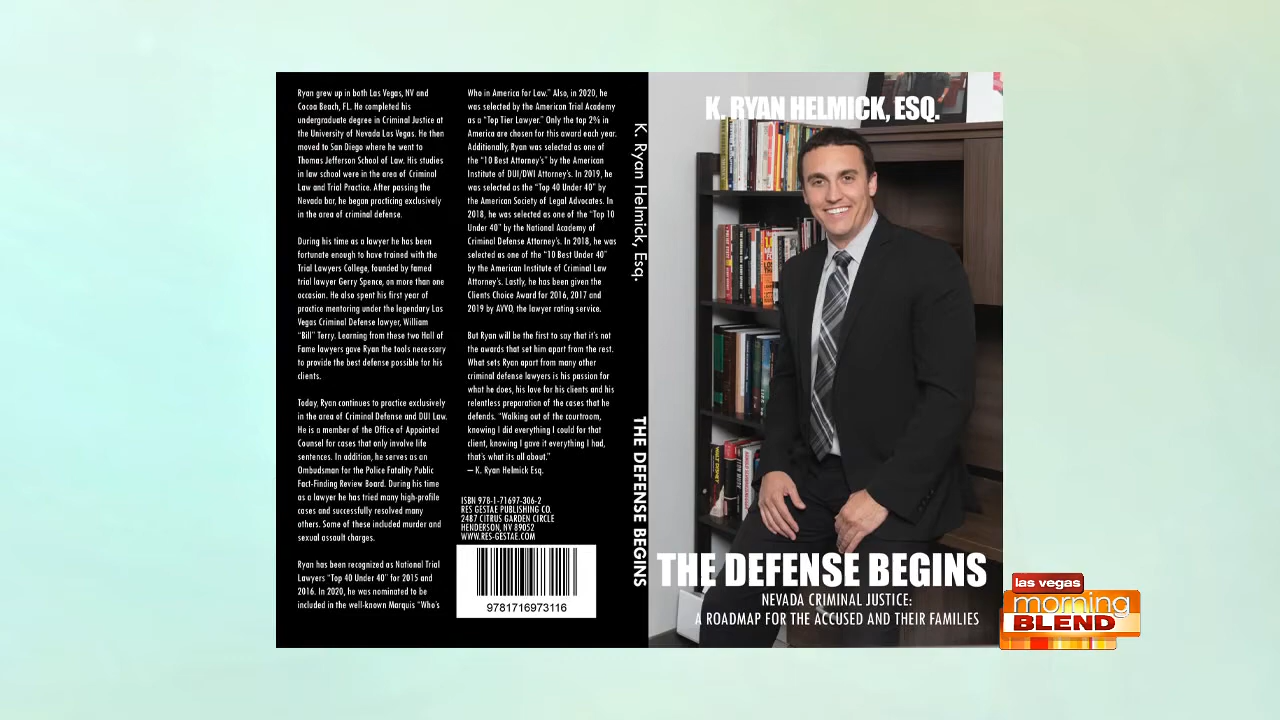 Ryan grew up in both Las Vegas, NV and
Cocoa Beach, FL. He completed his
undergraduate degree in Criminal Justice at
the University of Nevada Las Vegas. He then
moved to San Diego where he went to
Thomas Jefferson School of Law. His studies
in law school were in the area of Criminal
Law and Trial Practice. After passing the
Nevada bar, he began practicing exclusively
in the area of criminal defense.
During his time as a lawyer he has been
fortunate enough to have trained with the
Trial Lawyers College, founded by famed
trial lawyer Gerry Spence, on more than one
occasion. He also spent his first year of
practice mentoring under the legendary Las
Vegas Criminal Defense lawyer, William
"Bill" Terry. Learning from these two Hall of
Fame lawyers gave Ryan the tools necessary
to provide the best defense possible for his
clients.
Today, Ryan continues to practice exclusively
in the area of Criminal Defense and DUI Law.
He is a member of the Office of Appointed
Counsel for cases that only involve life
sentences. In addition, he serves as an
Ombudsman for the Police Fatality Public
Fact-Finding Review Board. During his time
as a lawyer he has tried many high-profile
cases and successfully resolved many
others. Some of these included murder and
sexual assault charges.
Ryan has been recognized as National Trial
Lawyers "Top 40 Under 40" for 2015 and
2016. In 2020, he was nominated to be
included in the well-known Marquis "Who's
Who in America for Law." Also, in 2020, he
was selected by the American Trial Academy
as a "Top Tier Lawyer." Only the top 2% in
America are chosen for this award each year.
Additionally, Ryan was selected as one of
the "10 Best Attorney's" by the American
Institute of DUI/DWI Attorney's. In 2019, he
was selected as the "Top 40 Under 40" by
the American Society of Legal Advocates. In
2018, he was selected as one of the "Top 10
Under 40" by the National Academy of
Criminal Defense Attorney's. In 2018, he was
selected as one of the "10 Best Under 40"
by the American Institute of Criminal Law
Attorney's. Lastly, he has been given the
Clients Choice Award for 2016, 2017 and
2019 by AVVO, the lawyer rating service.
But Ryan will be the first to say that it's not
the awards that set him apart from the rest.
What sets Ryan apart from many other
criminal defense lawyers is his passion for
what he does, his love for his clients and his
relentless preparation of the cases that he
defends. "Walking out of the courtroom,
knowing I did everything I could for that
client, knowing I gave it everything I had,
that's what its all about."
— K. Ryan Helmick Esq.
ISBN 978-1-71697-306-2
RES GESTAE PUBLISHING CO.
2487 CITRUS GARDEN CIRCLE
HENDERSON, NV 89052
WWW.RES-GESTAE.COM
9781716973116
K. Ryan Helmick, Esq.
THE DEFENSE BEGINS
K. RYAN HELMICK, ESQ.
THE DEFENSE BEGINS
NEVADA CRIMINAL JUSTICE:
A ROADMAP FOR THE ACCUSED AND THEIR FAMILIES
las vegas
morning
BLEND